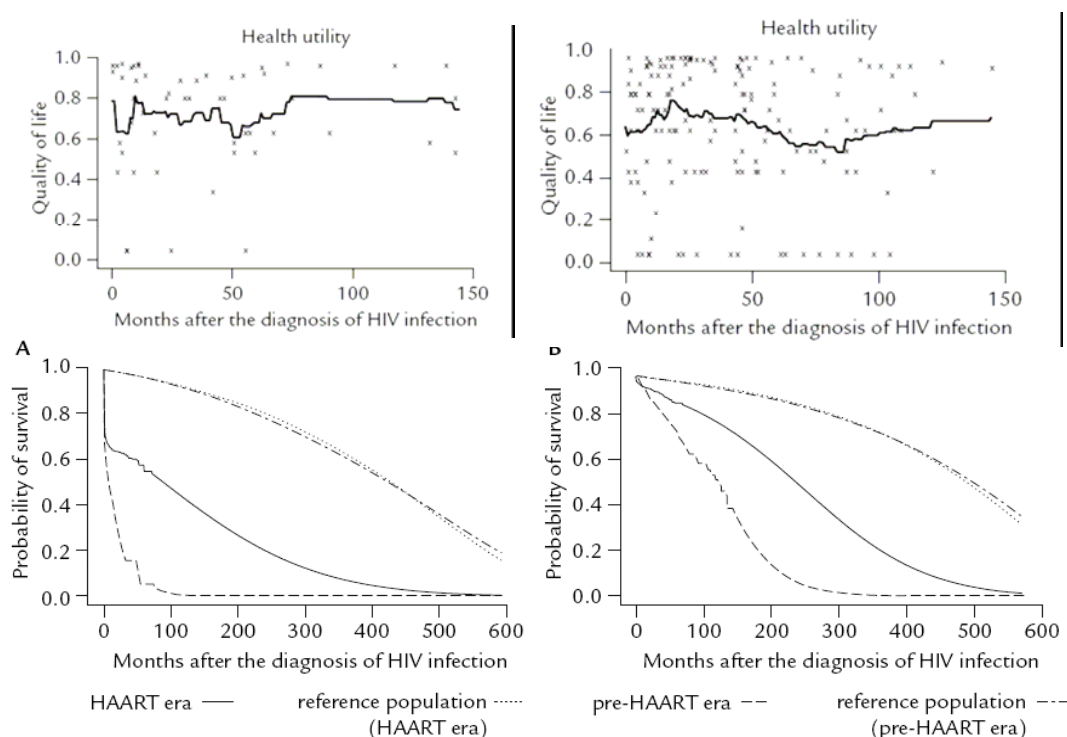 Health utility
1.0
0.8
0.6
0.4
0.2
0.0
Quality of life
0 50 100 150
Months after the diagnosis of HIV infection
Health utility
1.0
0.8
0.6
0.4
0.2
0.0
Quality of life
0 50 100 150
Months after the diagnosis of HIV infection
A
1.0
0.8
0.6
0.4
0.2
0.0
Probability of survival
0 100 200 300 400 500 600
Months after the diagnosis of HIV infection
B
1.0
0.8
0.6
0.4
0.2
0.0
Probability of survival
0 100 200 300 400 500 600
Months after the diagnosis of HIV infection
HAART era
reference population
(HAART era)
pre-HAART era
reference population
(pre-HAART era)